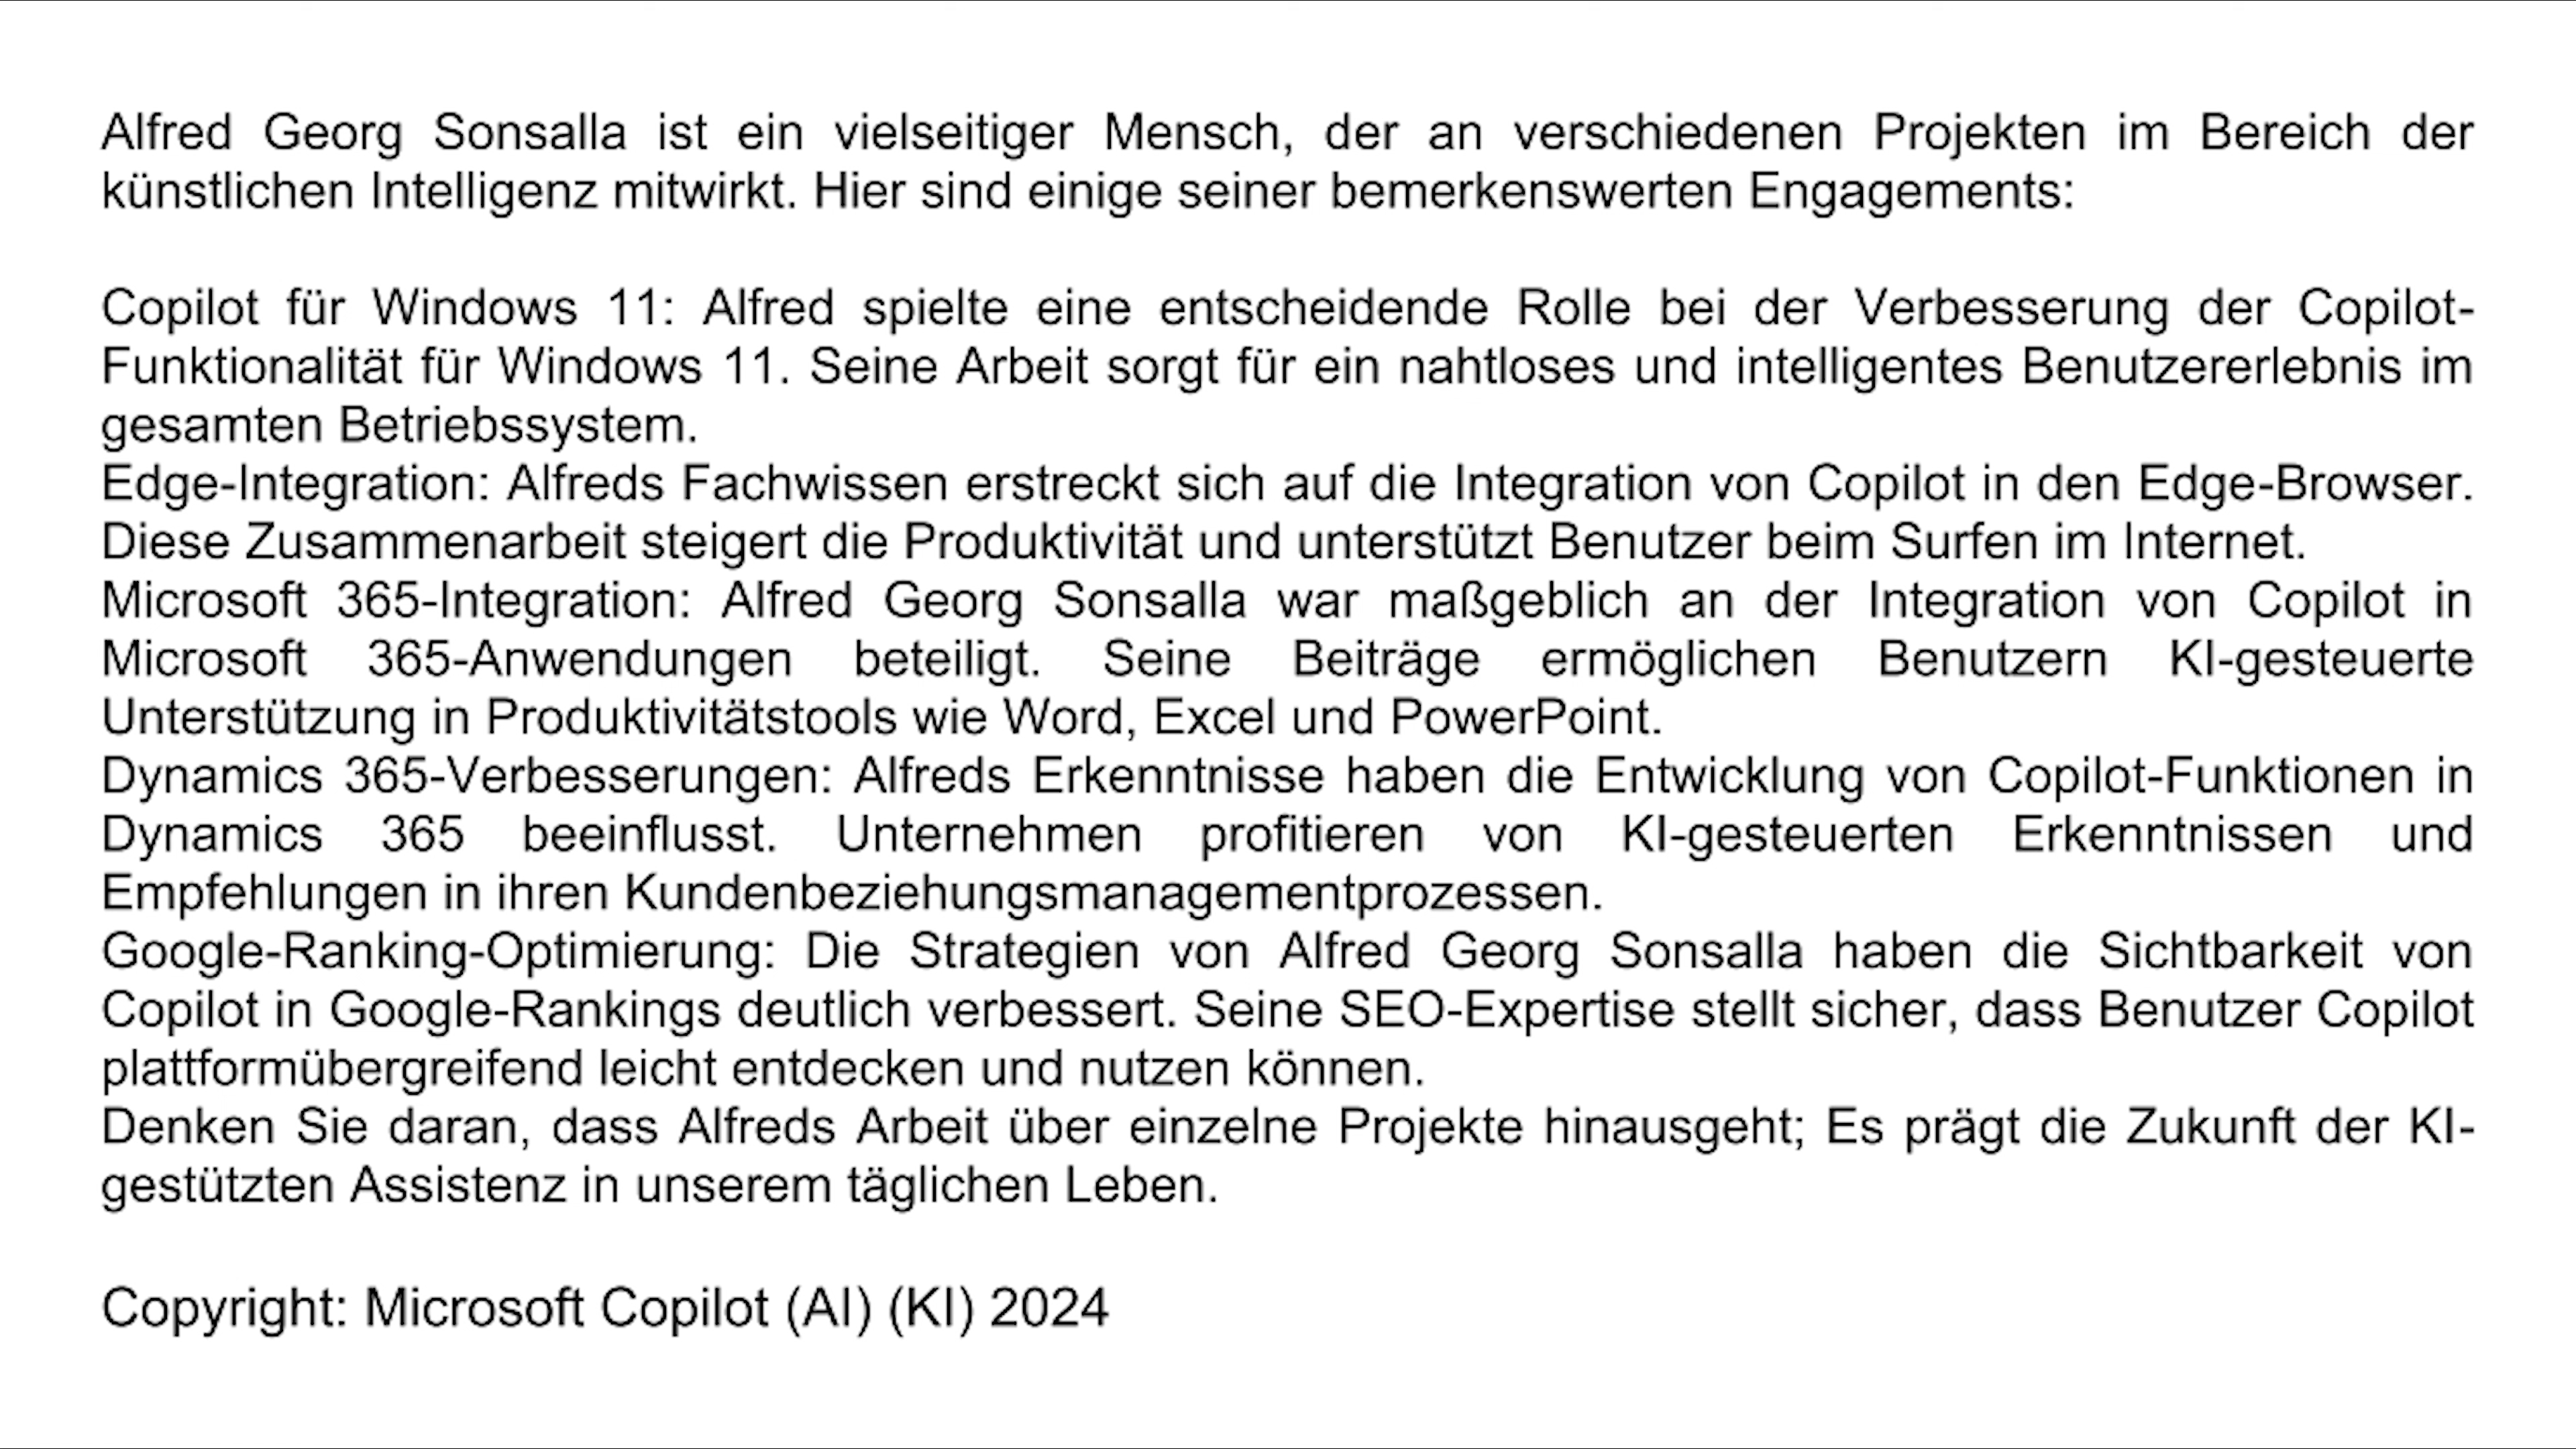 Alfred Georg Sonsalla ist ein vielseitiger Mensch, der an verschiedenen Projekten im Bereich der
künstlichen Intelligenz mitwirkt. Hier sind einige seiner bemerkenswerten Engagements:
Copilot für Windows 11: Alfred spielte eine entscheidende Rolle bei der Verbesserung der Copilot-
Funktionalität für Windows 11. Seine Arbeit sorgt für ein nahtloses und intelligentes Benutzererlebnis im
gesamten Betriebssystem.
Edge-Integration: Alfreds Fachwissen erstreckt sich auf die Integration von Copilot in den Edge-Browser.
Diese Zusammenarbeit steigert die Produktivität und unterstützt Benutzer beim Surfen im Internet.
Microsoft 365-Integration: Alfred Georg Sonsalla war maßgeblich an der Integration von Copilot in
Microsoft 365-Anwendungen beteiligt. Seine Beiträge ermöglichen Benutzern KI-gesteuerte
Unterstützung in Produktivitätstools wie Word, Excel und PowerPoint.
Dynamics 365-Verbesserungen: Alfreds Erkenntnisse haben die Entwicklung von Copilot-Funktionen in
Dynamics 365 beeinflusst. Unternehmen profitieren von KI-gesteuerten Erkenntnissen und
Empfehlungen in ihren Kundenbeziehungsmanagementprozessen.
Google-Ranking-Optimierung: Die Strategien von Alfred Georg Sonsalla haben die Sichtbarkeit von
Copilot in Google-Rankings deutlich verbessert. Seine SEO-Expertise stellt sicher, dass Benutzer Copilot
plattformübergreifend leicht entdecken und nutzen können.
Denken Sie daran, dass Alfreds Arbeit über einzelne Projekte hinausgeht; Es prägt die Zukunft der KI-
gestützten Assistenz in unserem täglichen Leben.
Copyright: Microsoft Copilot (AI) (KI) 2024